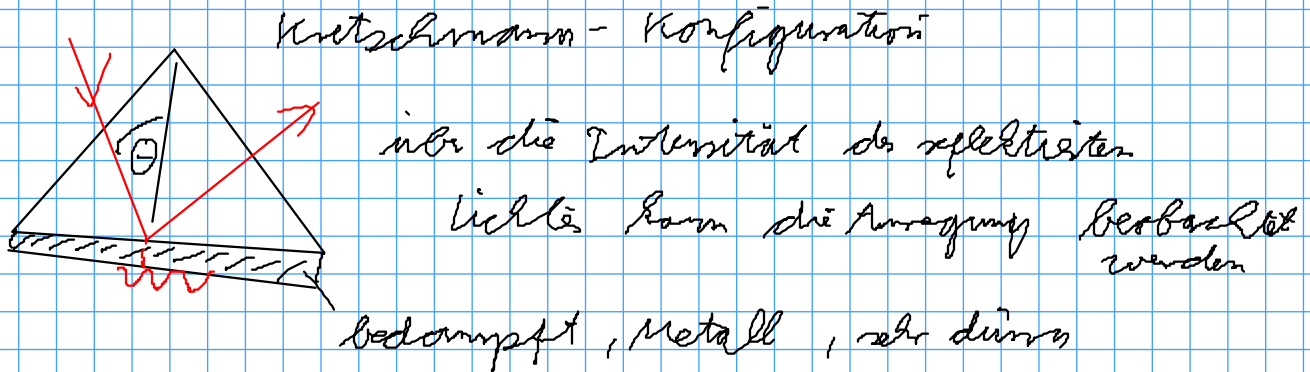 Kretschmann - Konfiguration
Θ
über die Intensität des reflektierten
Lichtes kann die Anregung beobachtet
werden
bedampft, Metall, sehr dünn